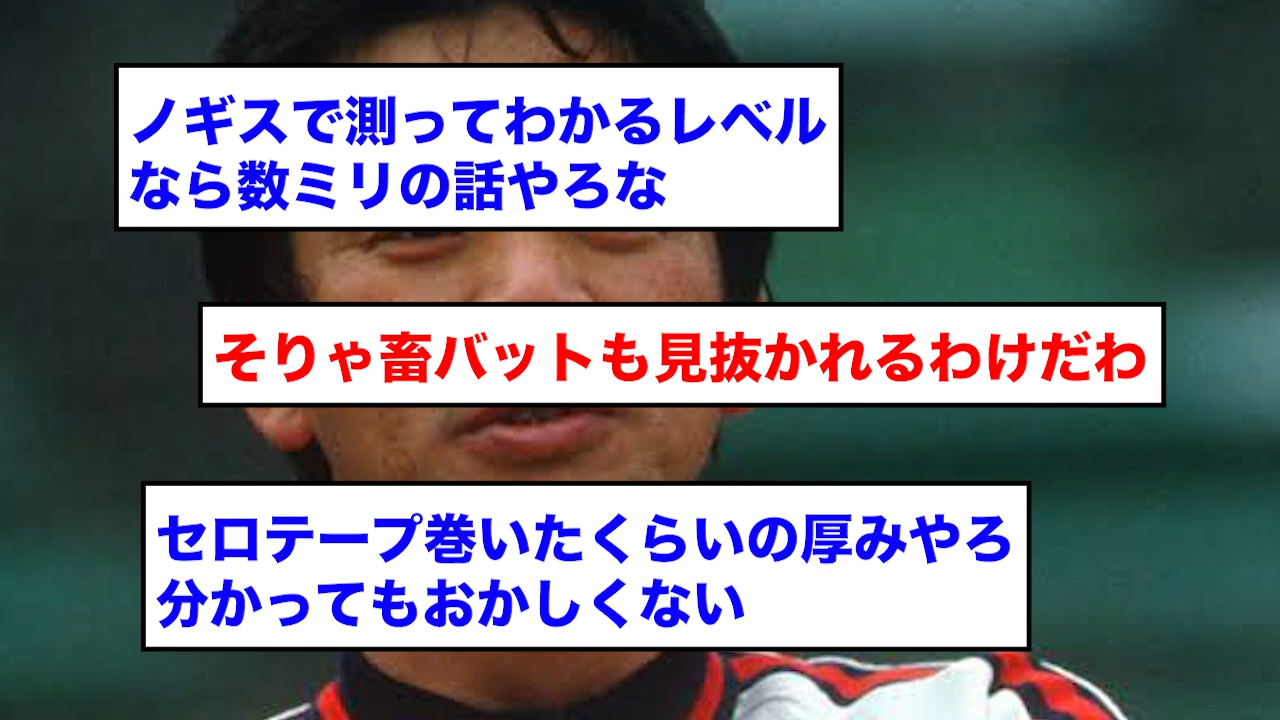 ノギスで測ってわかるレベル
なら数ミリの話やろな
そりゃ畜バットも見抜かれるわけだわ
セロテープ巻いたくらいの厚みやろ
分かってもおかしくない